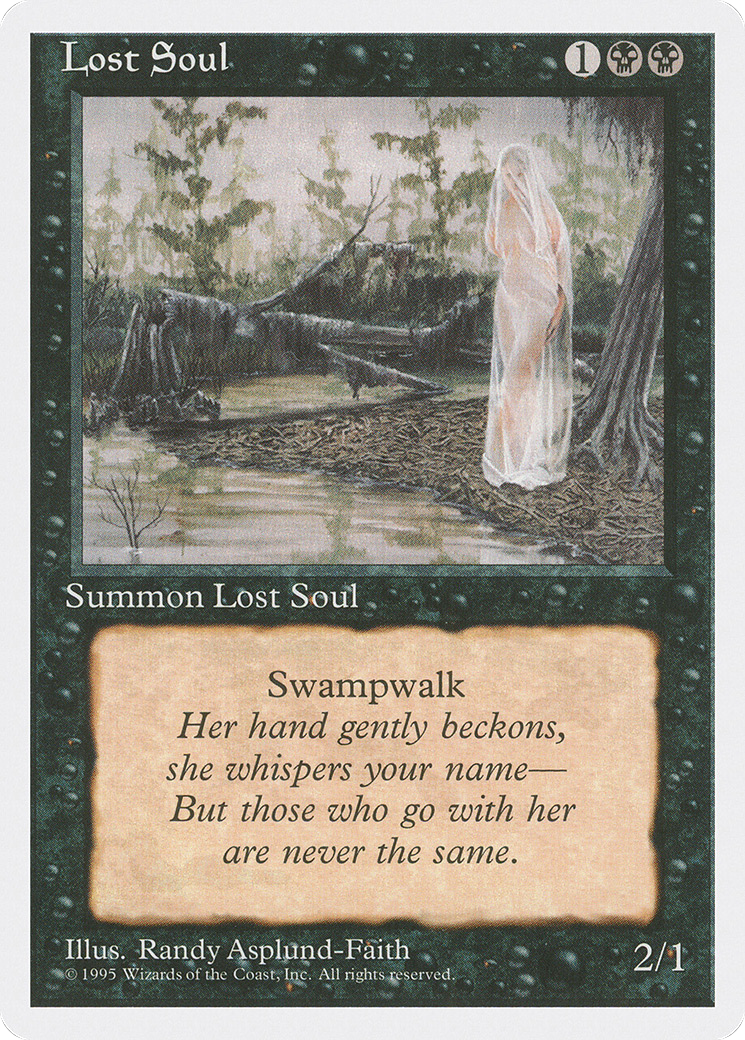 Lost Soul 1
Summon Lost Soul
Swampwalk
Her hand gently beckons,
she whispers your name—
But those who go with her
are never the same.
Illus. Randy Asplund-Faith
2/1
© 1995 Wizards of the Coast, Inc. All rights reserved.